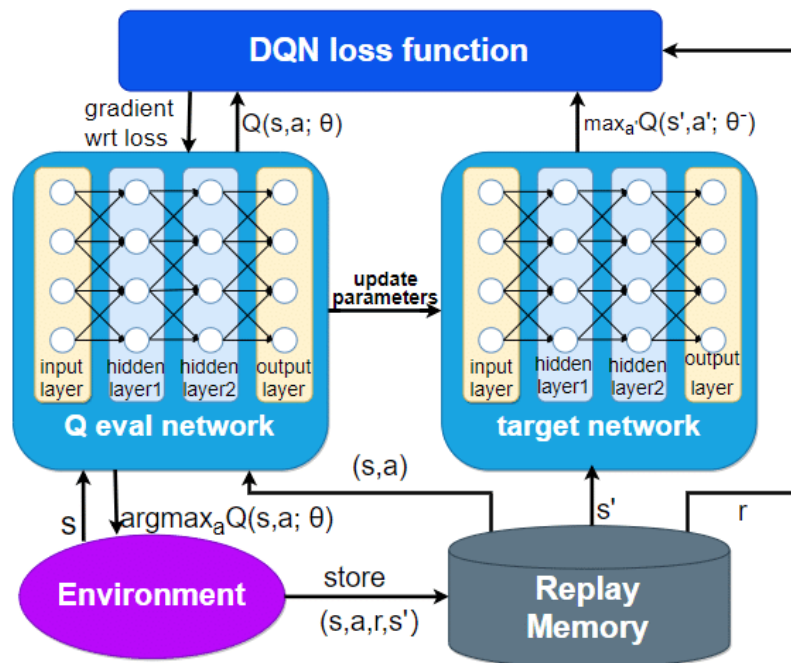 DQN loss function
gradient
wrt loss
Q(s,a; θ)
maxₐ'Q(s',a'; θ⁻)
input
layer
hidden
layer1
hidden
layer2
output
layer
Q eval network
update
parameters
input
layer
hidden
layer1
hidden
layer2
output
layer
target network
(s,a)
s
argmaxₐQ(s,a; θ)
s'
r
Environment
store
(s,a,r,s')
Replay
Memory